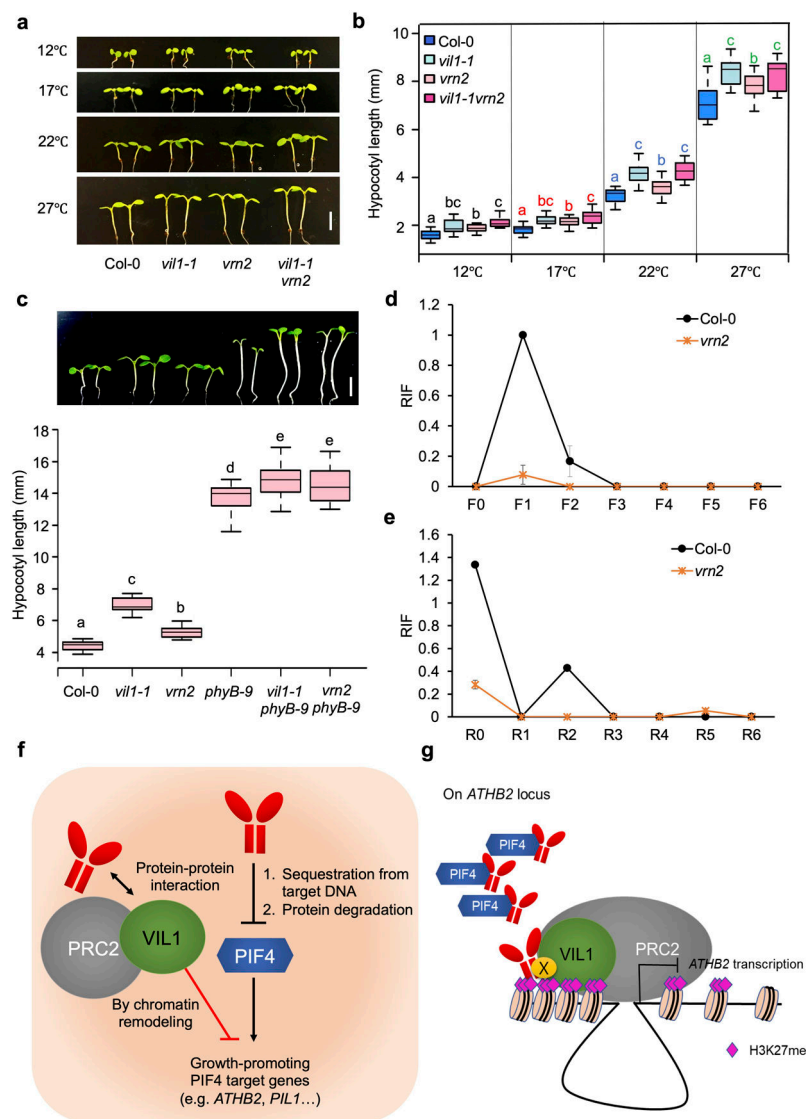 a
12℃
17℃
22℃
27℃
Col-0 vil1-1 vrn2 vil1-1
vrn2
b
Hypocotyl length (mm)
10
8
6
4
2
Col-0
vil1-1
vrn2
vil1-1vrn2
a bc b c
a bc b c
a c b c
a c b c
12℃ 17℃ 22℃ 27℃
c
Hypocotyl length (mm)
18
16
14
12
10
8
6
4
a c b d e e
Col-0 vil1-1 vrn2 phyB-9 vil1-1 vrn2
phyB-9 phyB-9
d
RIF
1.2
1
0.8
0.6
0.4
0.2
0
Col-0
vrn2
F0 F1 F2 F3 F4 F5 F6
e
RIF
1.6
1.4
1.2
1
0.8
0.6
0.4
0.2
0
Col-0
vrn2
R0 R1 R2 R3 R4 R5 R6
f
Protein-protein
interaction
1. Sequestration from
target DNA
2. Protein degradation
PRC2
VIL1
PIF4
By chromatin
remodeling
Growth-promoting
PIF4 target genes
(e.g. ATHB2, PIL1…)
g
On ATHB2 locus
PIF4
PIF4
PIF4
VIL1
PRC2
X
ATHB2 transcription
H3K27me